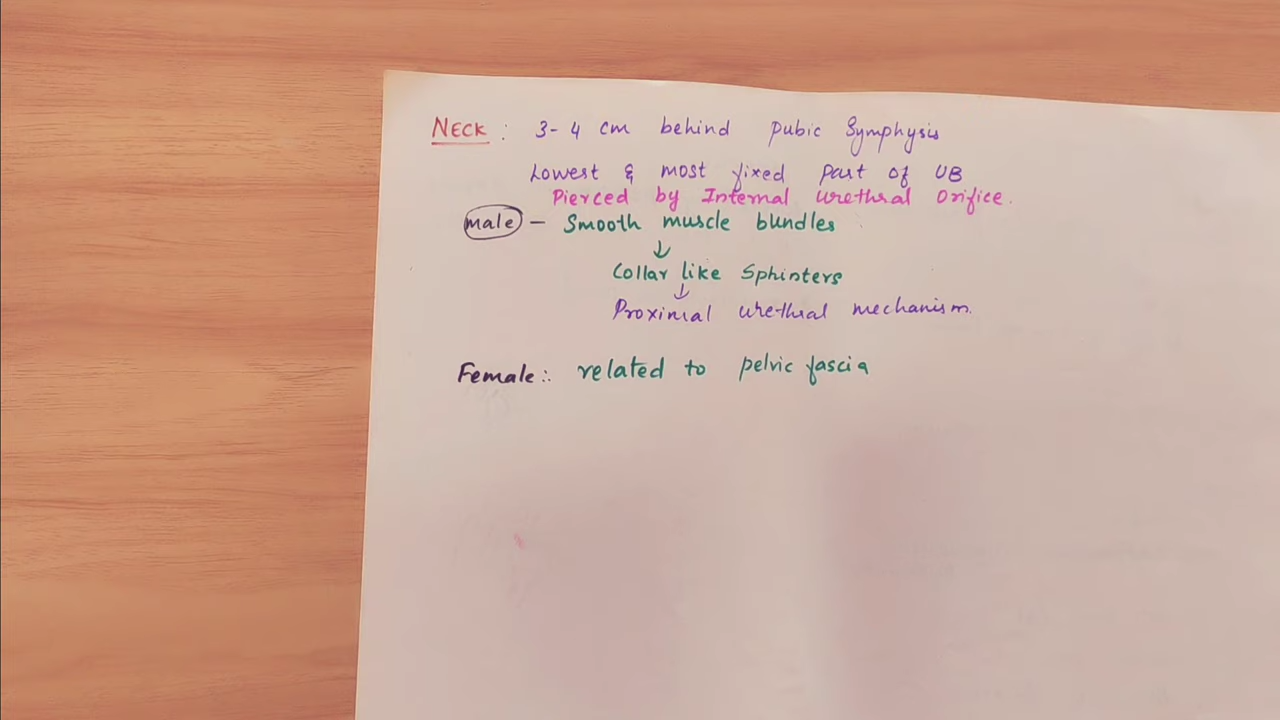 NECK : 3-4 cm behind pubic Symphysis
Lowest & most fixed part of UB
Pierced by Internal urethral Orifice.
male – Smooth muscle bundles
↓
Collar like Sphinters
↓
Proximal urethral mechanism.
Female:. related to pelvic fascia